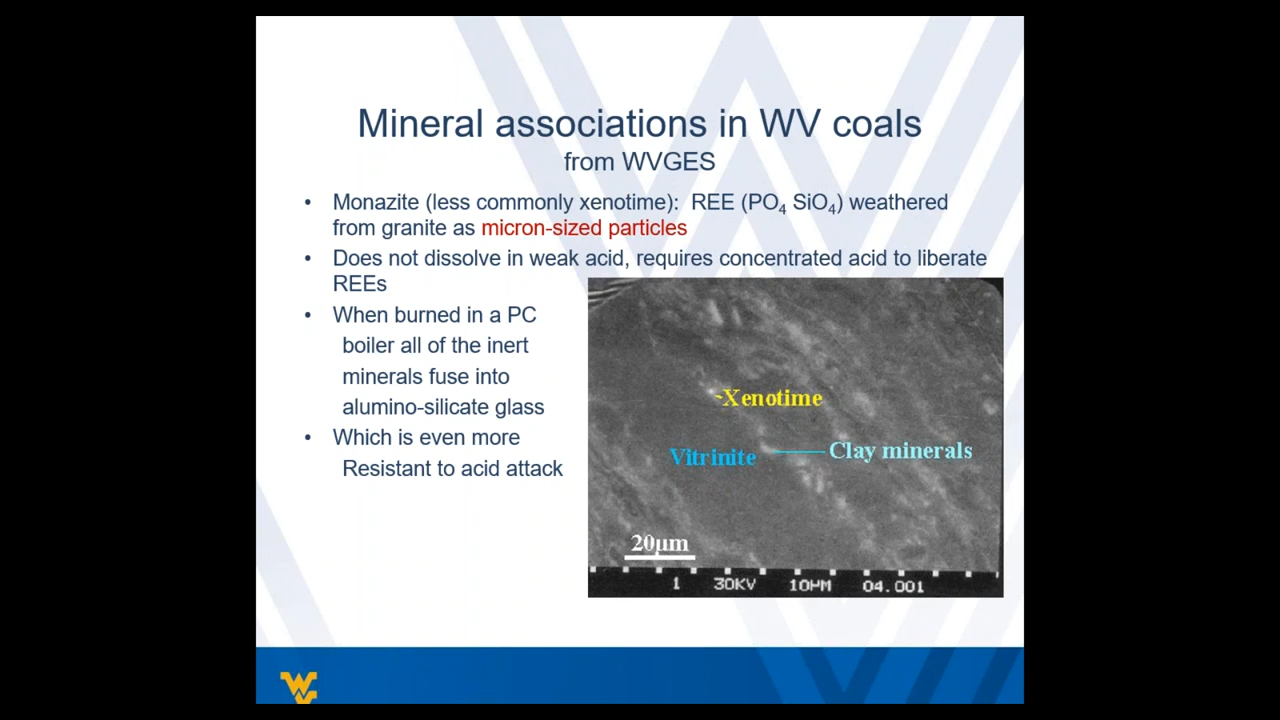 Mineral associations in WV coals
from WVGES
• Monazite (less commonly xenotime): REE (PO₄ SiO₄) weathered
from granite as micron-sized particles
• Does not dissolve in weak acid, requires concentrated acid to liberate
REEs
• When burned in a PC
boiler all of the inert
minerals fuse into
alumino-silicate glass
• Which is even more
Resistant to acid attack
Xenotime
Vitrinite
Clay minerals
20µm
1 30KV 10µM 04.001
WV